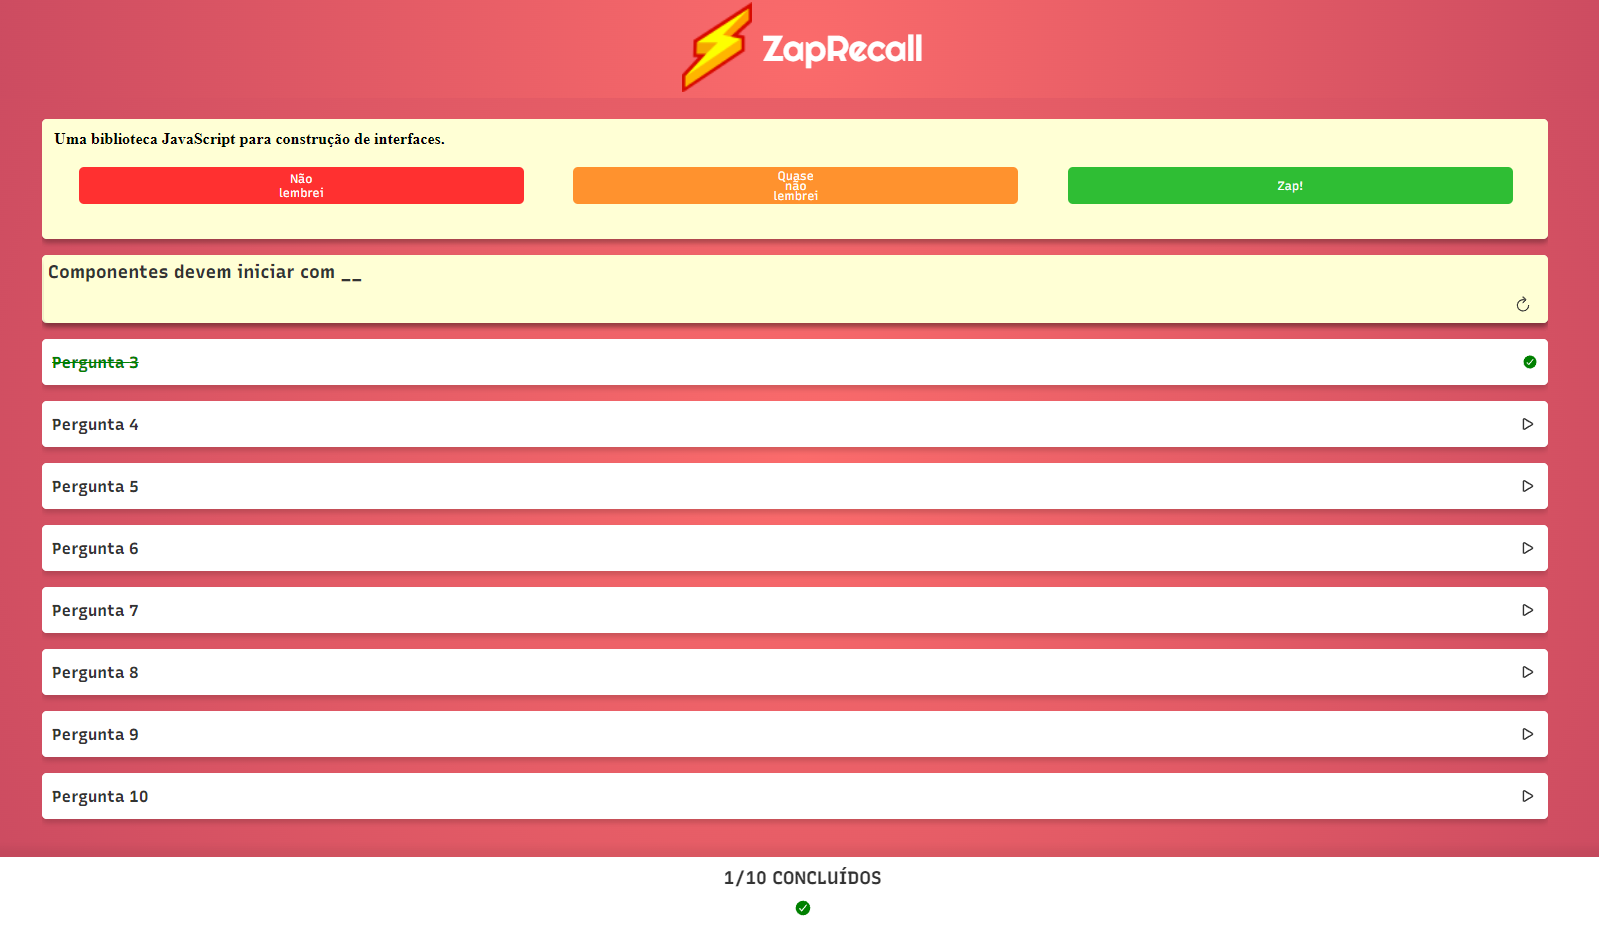 ZapRecall
Uma biblioteca JavaScript para construção de interfaces.
Não
lembrei
Quase
não
lembrei
Zap!
Componentes devem iniciar com __
Pergunta 3
Pergunta 4
Pergunta 5
Pergunta 6
Pergunta 7
Pergunta 8
Pergunta 9
Pergunta 10
1/10 CONCLUÍDOS